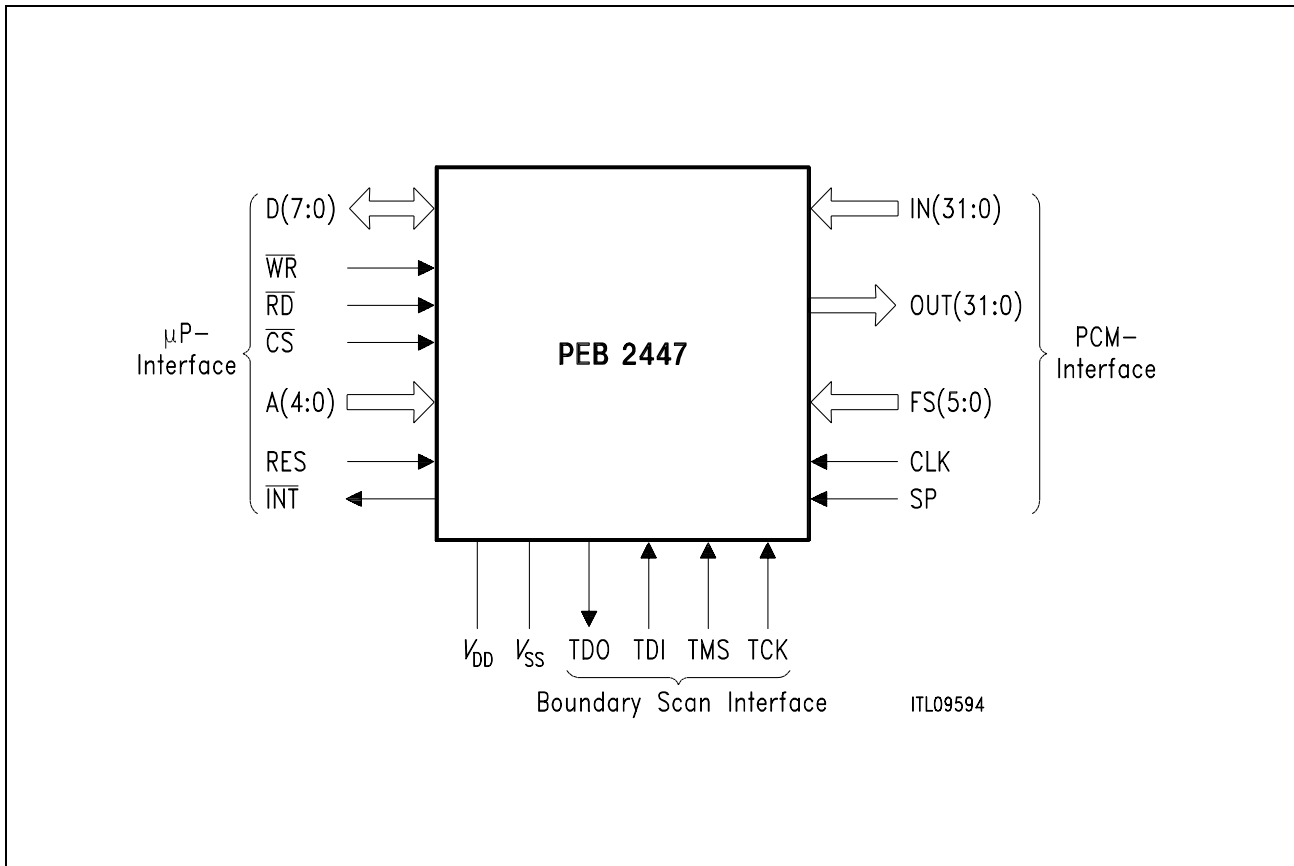 D(7:0)
WR
RD
CS
A(4:0)
RES
INT
μP-
Interface
PEB 2447
IN(31:0)
OUT(31:0)
FS(5:0)
CLK
SP
PCM-
Interface
VDD VSS TDO TDI TMS TCK
Boundary Scan Interface
ITL09594